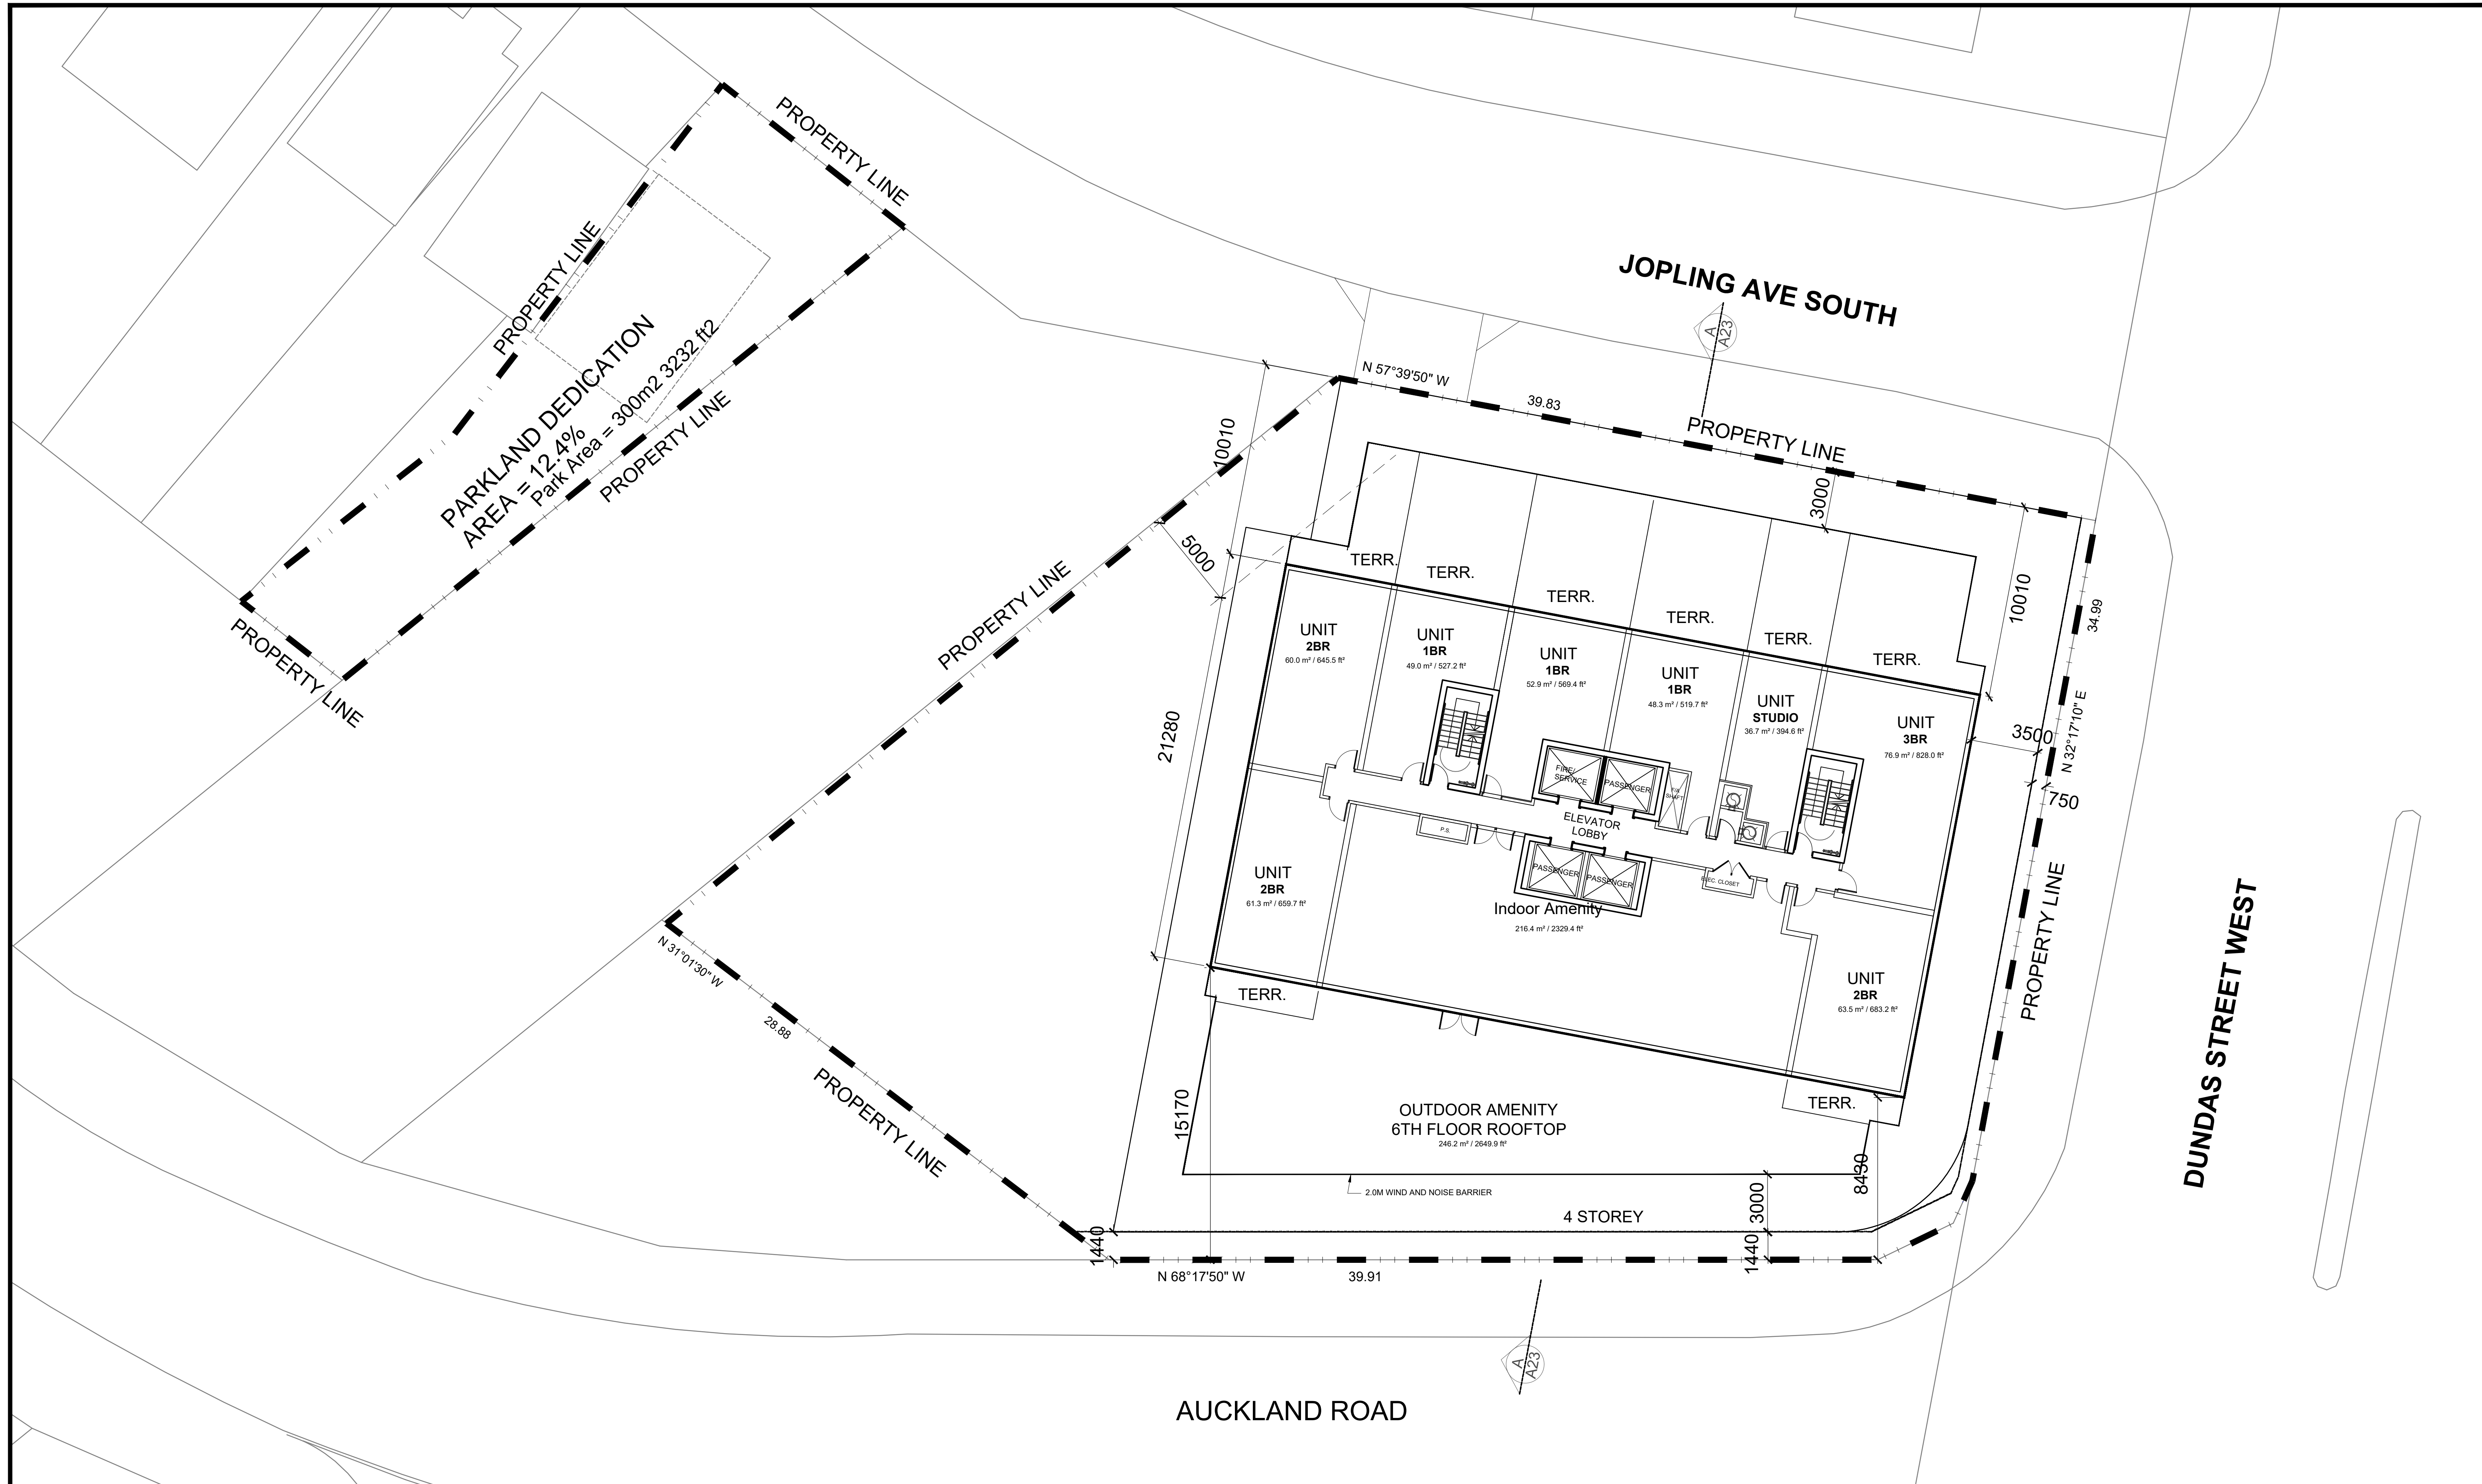 PROPERTY LINE
PROPERTY LINE
PARKLAND DEDICATION
AREA = 12.4%
Park Area = 300m2 3232 ft2
PROPERTY LINE
PROPERTY LINE
JOPLING AVE SOUTH
A
A23
N 57°39'50" W
39.83
PROPERTY LINE
10010
3000
5000
PROPERTY LINE
10010
34.99
N 32°17'10" E
3500
750
PROPERTY LINE
DUNDAS STREET WEST
TERR.
TERR.
TERR.
TERR.
TERR.
TERR.
UNIT
2BR
60.0 m² / 645.5 ft²
UNIT
1BR
49.0 m² / 527.2 ft²
UNIT
1BR
52.9 m² / 569.4 ft²
UNIT
1BR
48.3 m² / 519.7 ft²
UNIT
STUDIO
36.7 m² / 394.6 ft²
UNIT
3BR
76.9 m² / 828.0 ft²
21280
FIRE/
SERVICE
PASSENGER
SHAFT
ELEVATOR
LOBBY
P.S.
PASSENGER
PASSENGER
ELEC. CLOSET
UNIT
2BR
61.3 m² / 659.7 ft²
Indoor Amenity
216.4 m² / 2329.4 ft²
UNIT
2BR
63.5 m² / 683.2 ft²
TERR.
TERR.
N 31°01'30" W
28.88
PROPERTY LINE
15170
OUTDOOR AMENITY
6TH FLOOR ROOFTOP
246.2 m² / 2649.9 ft²
8430
2.0M WIND AND NOISE BARRIER
3000
4 STOREY
1440
1440
N 68°17'50" W
39.91
A
A23
AUCKLAND ROAD